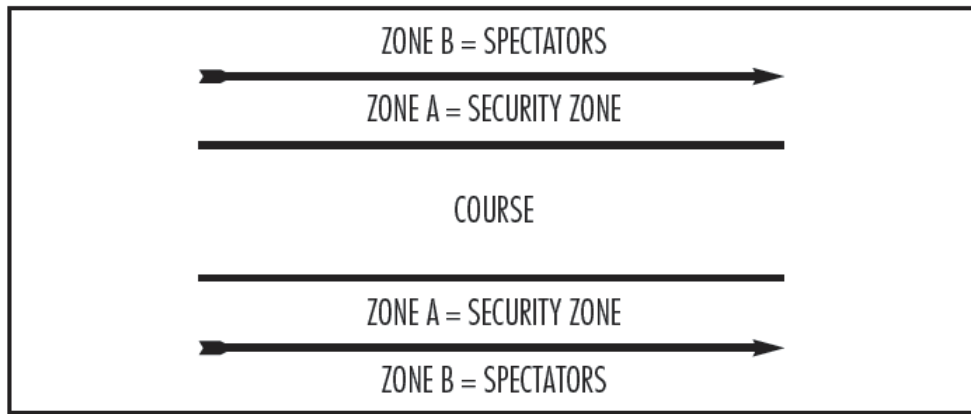 ZONE B = SPECTATORS
ZONE A = SECURITY ZONE
COURSE
ZONE A = SECURITY ZONE
ZONE B = SPECTATORS